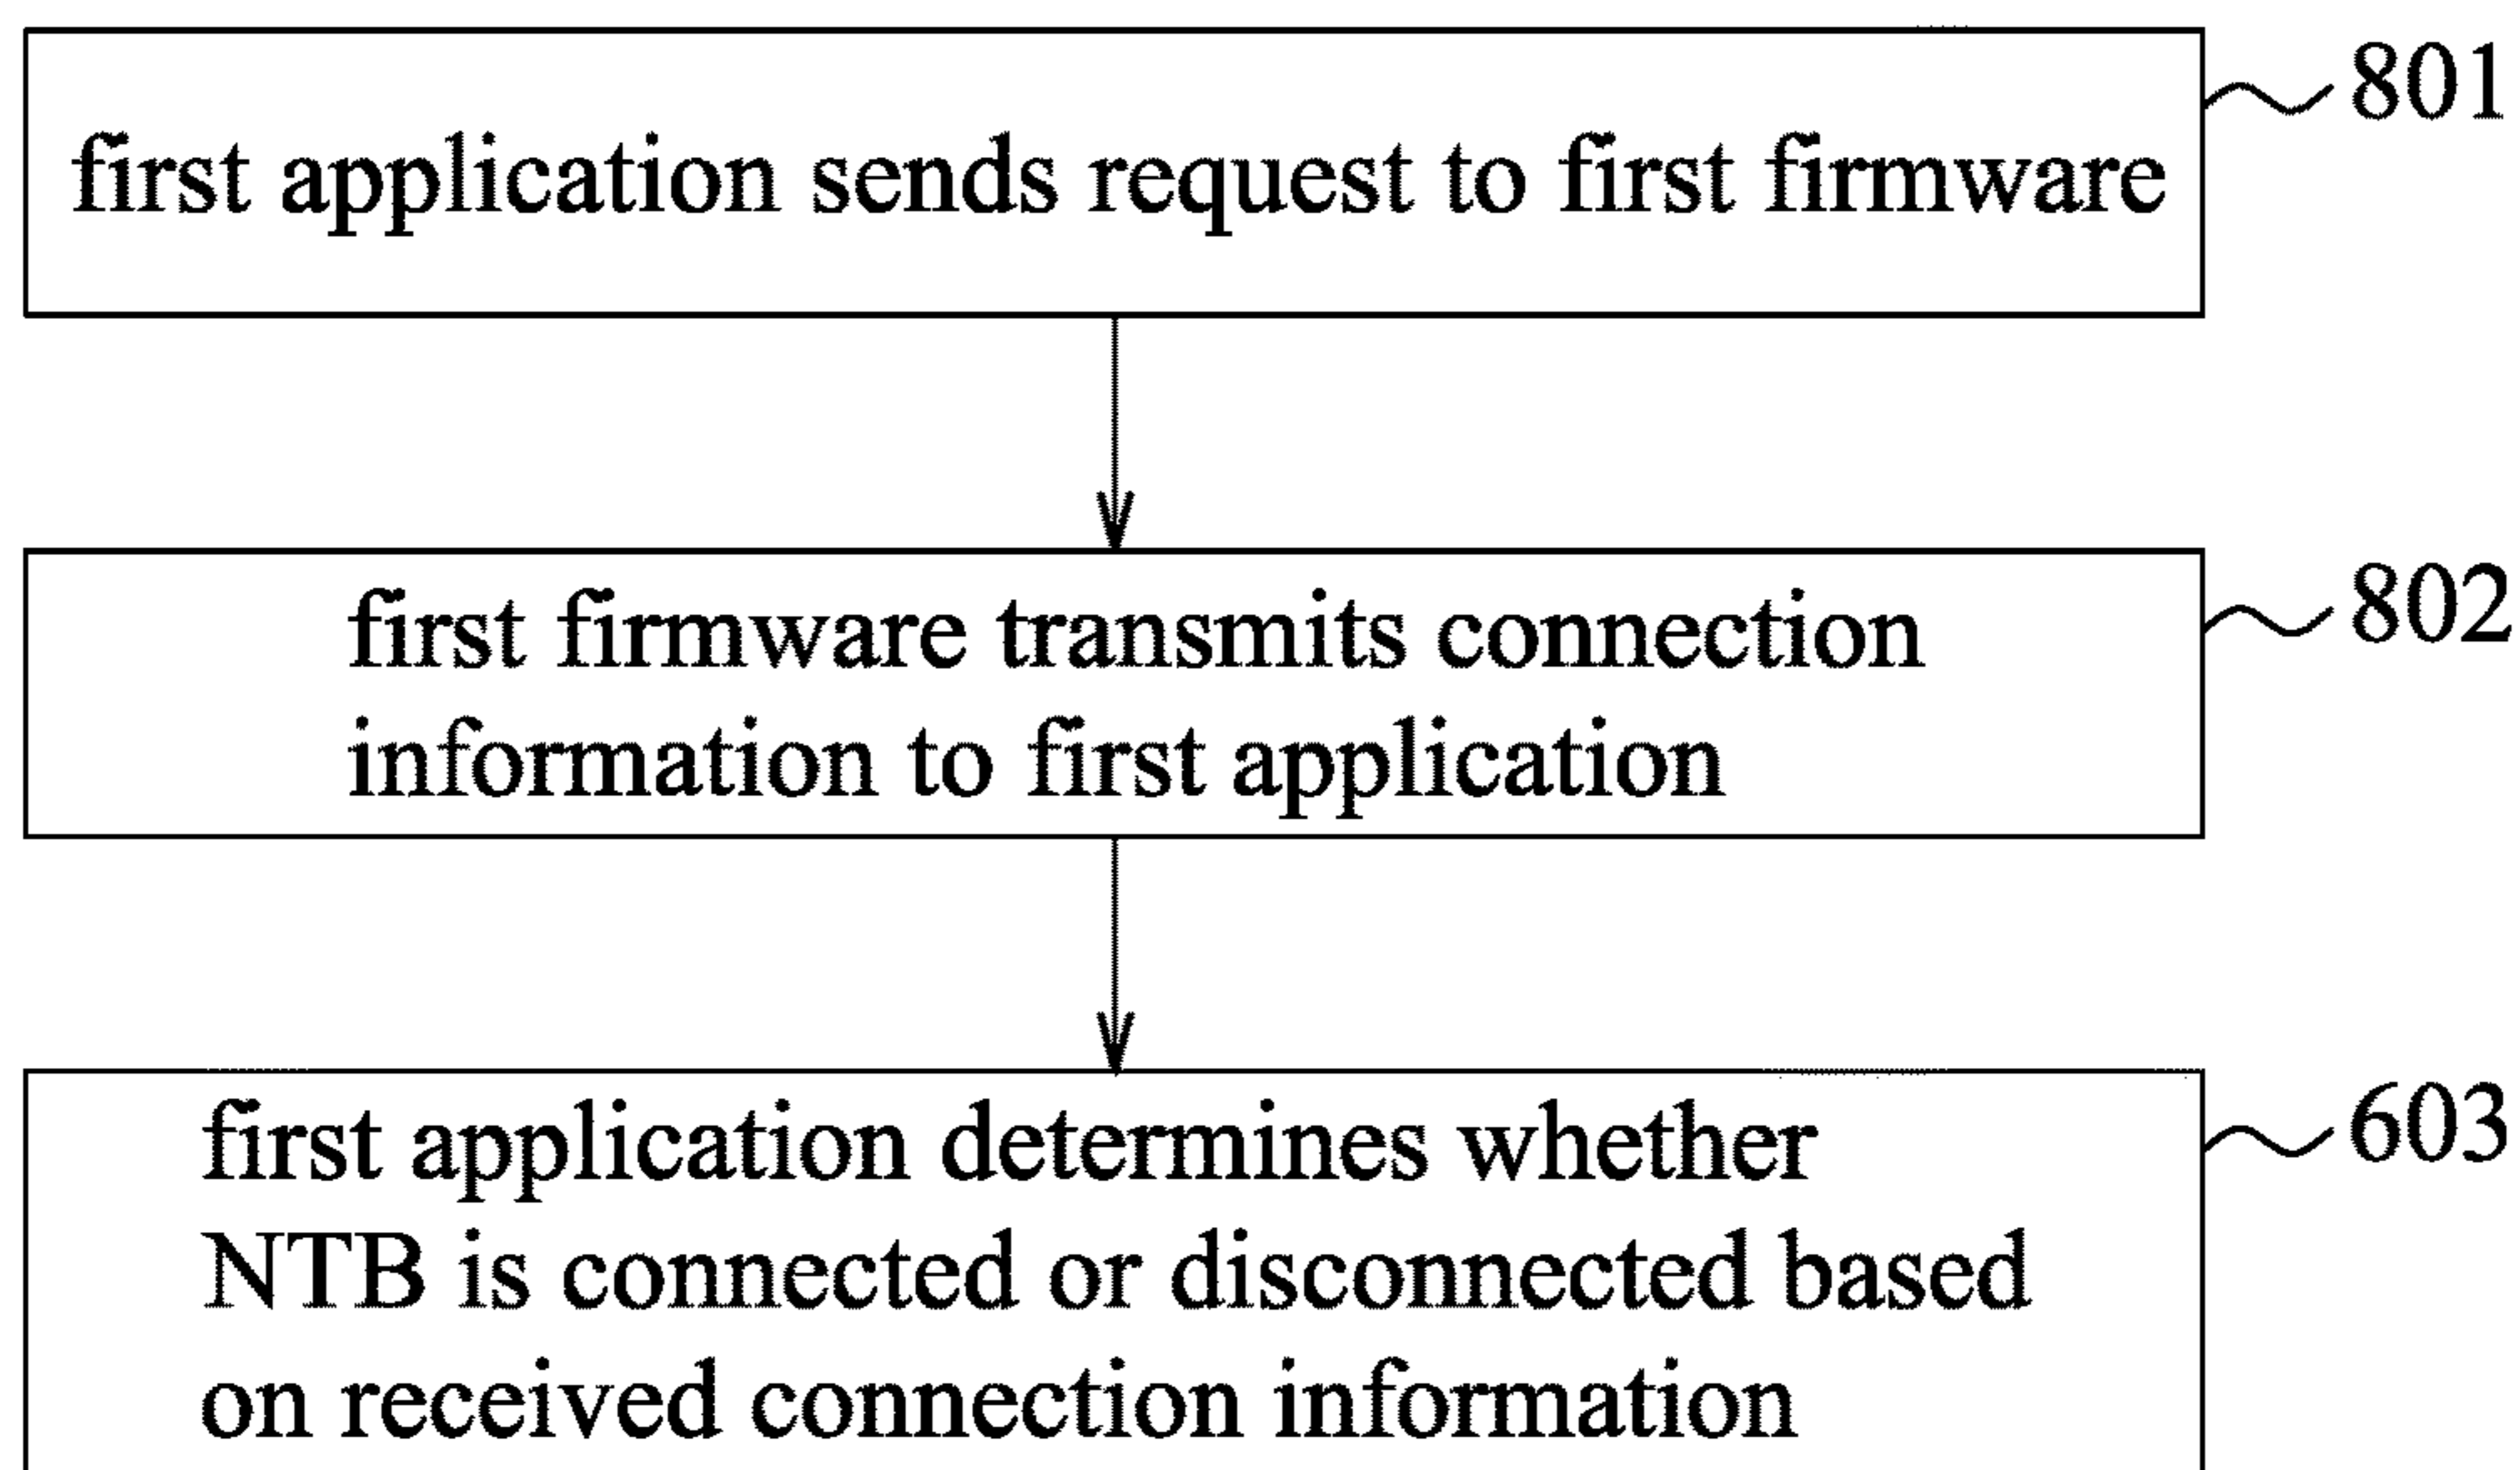 first application sends request to first firmware
801
first firmware transmits connection
information to first application
802
first application determines whether
NTB is connected or disconnected based
on received connection information
603